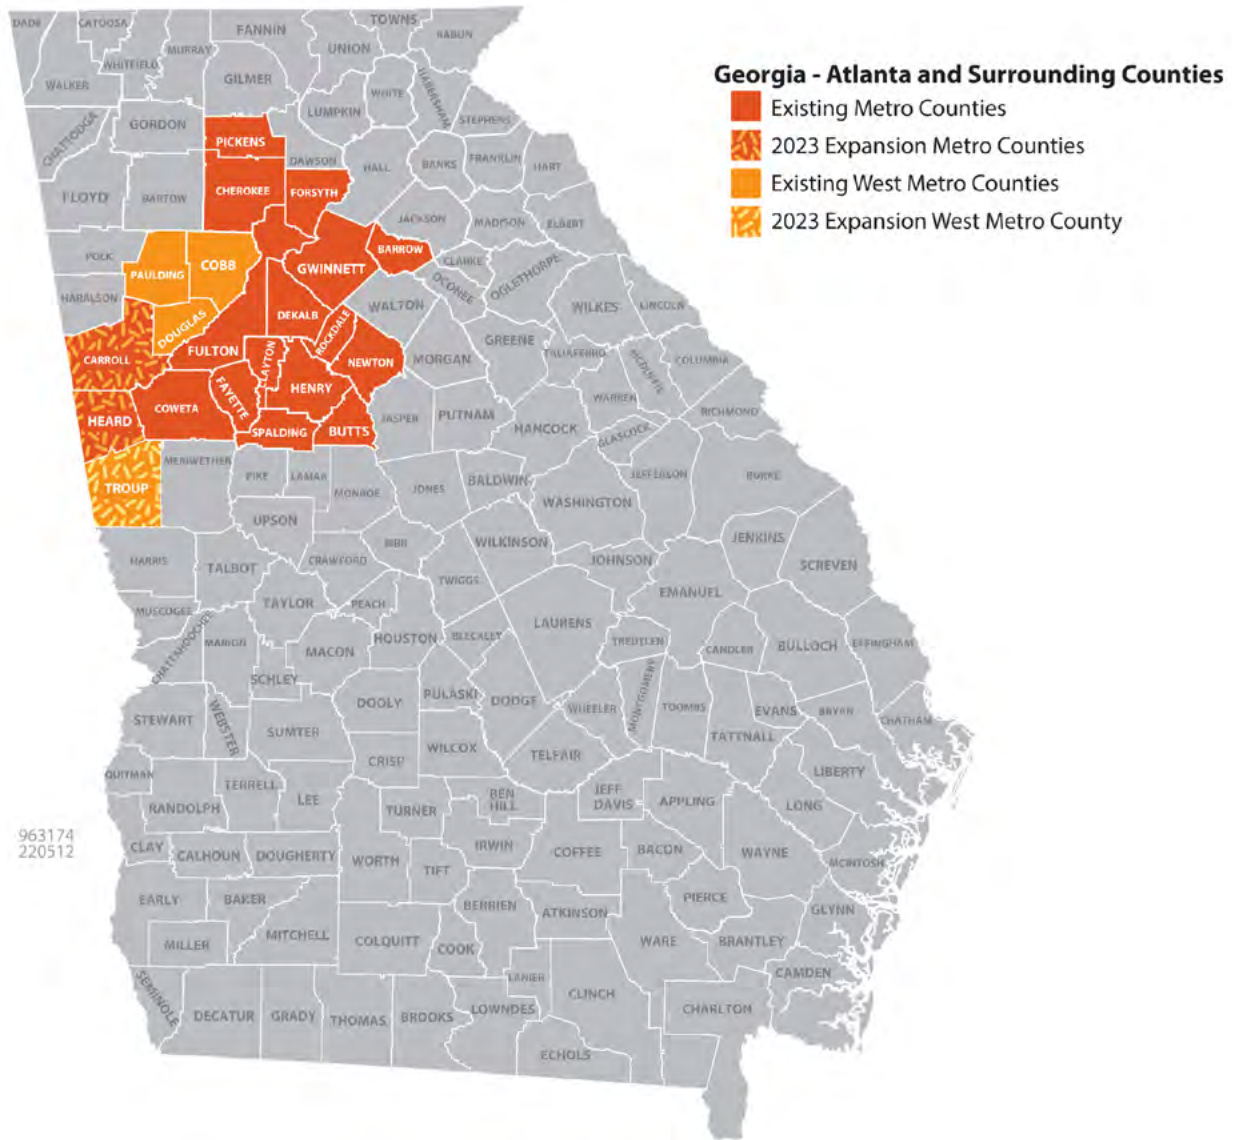 Georgia - Atlanta and Surrounding Counties
Existing Metro Counties
2023 Expansion Metro Counties
Existing West Metro Counties
2023 Expansion West Metro County
DADE
CATOOSA
FANNIN
TOWNS
RABUN
UNION
MURRAY
WHITFIELD
WALKER
GILMER
WHITE
HABERSHAM
LUMPKIN
STEPHENS
CHATTOOGA
GORDON
PICKENS
DAWSON
HALL
BANKS
FRANKLIN
HART
FLOYD
BARTOW
CHEROKEE
FORSYTH
JACKSON
MADISON
ELBERT
POLK
PAULDING
COBB
GWINNETT
BARROW
CLARKE
OCONEE
OGLETHORPE
HARALSON
DOUGLAS
DEKALB
ROCKDALE
WALTON
WILKES
LINCOLN
CARROLL
FULTON
CLAYTON
NEWTON
MORGAN
GREENE
TALIAFERRO
MCDUFFIE
COLUMBIA
HEARD
COWETA
FAYETTE
HENRY
SPALDING
BUTTS
JASPER
PUTNAM
HANCOCK
WARREN
GLASCOCK
RICHMOND
TROUP
MERIWETHER
PIKE
LAMAR
MONROE
JONES
BALDWIN
WASHINGTON
JEFFERSON
BURKE
UPSON
BIBB
WILKINSON
JENKINS
SCREVEN
HARRIS
TALBOT
CRAWFORD
TWIGGS
JOHNSON
EMANUEL
MUSCOGEE
CHATTAHOOCHEE
TAYLOR
PEACH
HOUSTON
BLECKLEY
LAURENS
TREUTLEN
CANDLER
BULLOCH
EFFINGHAM
MARION
MACON
SCHLEY
DOOLY
PULASKI
DODGE
WHEELER
MONTGOMERY
TOOMBS
EVANS
BRYAN
CHATHAM
STEWART
WEBSTER
SUMTER
CRISP
WILCOX
TELFAIR
TATTNALL
LIBERTY
QUITMAN
RANDOLPH
TERRELL
LEE
TURNER
BEN
HILL
JEFF
DAVIS
APPLING
LONG
963174
220512
CLAY
CALHOUN
DOUGHERTY
WORTH
TIFT
IRWIN
COFFEE
BACON
WAYNE
MCINTOSH
EARLY
BAKER
MITCHELL
COLQUITT
BERRIEN
ATKINSON
PIERCE
GLYNN
MILLER
COOK
WARE
BRANTLEY
CAMDEN
SEMINOLE
DECATUR
GRADY
THOMAS
BROOKS
LOWNDES
LANIER
CLINCH
CHARLTON
ECHOLS